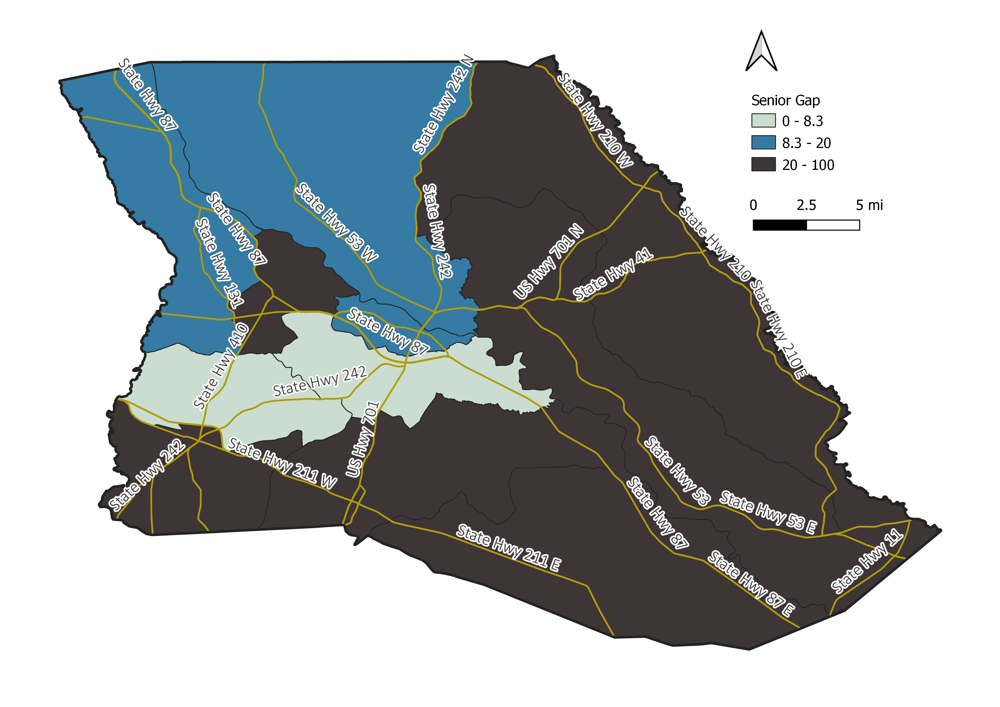 State Hwy 87
State Hwy 242 N
State Hwy 210 W
Senior Gap
0 - 8.3
8.3 - 20
20 - 100
0 2.5 5 mi
State Hwy 87
State Hwy 53 W
State Hwy 242
State Hwy 131
US Hwy 701 N
State Hwy 41
State Hwy 210
State Hwy 210 E
State Hwy 410
State Hwy 87
State Hwy 242
US Hwy 701
State Hwy 242
State Hwy 211 W
State Hwy 53
State Hwy 87
State Hwy 53 E
State Hwy 211 E
State Hwy 11
State Hwy 87 E